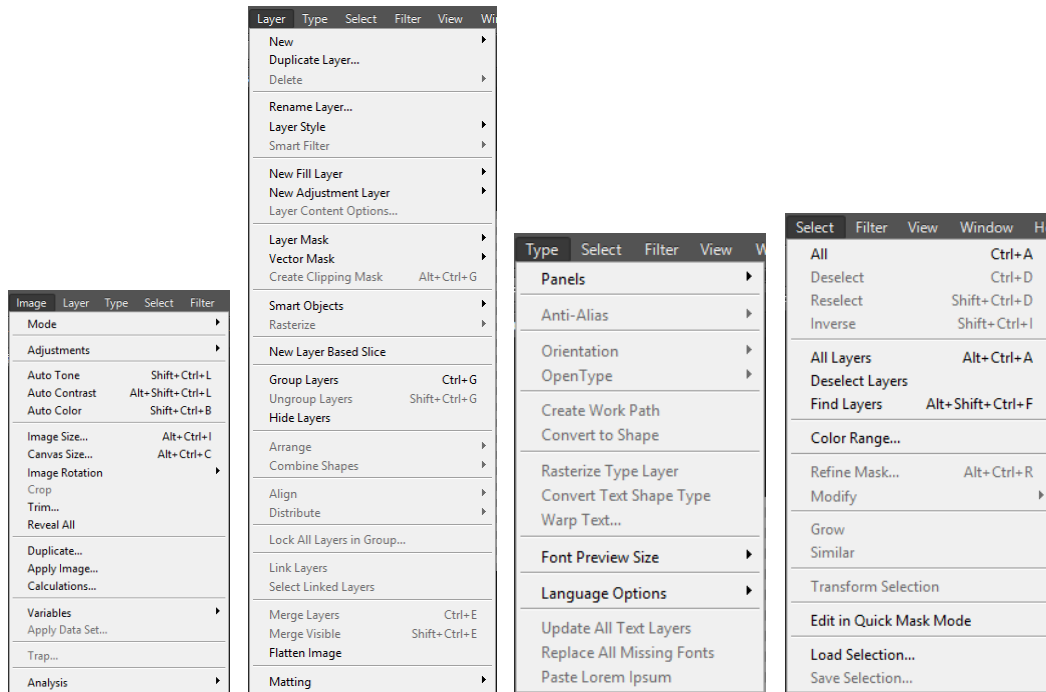 Image Layer Type Select Filter
Mode
Adjustments
Auto Tone Shift+Ctrl+L
Auto Contrast Alt+Shift+Ctrl+L
Auto Color Shift+Ctrl+B
Image Size... Alt+Ctrl+I
Canvas Size... Alt+Ctrl+C
Image Rotation
Crop
Trim...
Reveal All
Duplicate...
Apply Image...
Calculations...
Variables
Apply Data Set...
Trap...
Analysis
Layer Type Select Filter View Wi
New
Duplicate Layer...
Delete
Rename Layer...
Layer Style
Smart Filter
New Fill Layer
New Adjustment Layer
Layer Content Options...
Layer Mask
Vector Mask
Create Clipping Mask Alt+Ctrl+G
Smart Objects
Rasterize
New Layer Based Slice
Group Layers Ctrl+G
Ungroup Layers Shift+Ctrl+G
Hide Layers
Arrange
Combine Shapes
Align
Distribute
Lock All Layers in Group...
Link Layers
Select Linked Layers
Merge Layers Ctrl+E
Merge Visible Shift+Ctrl+E
Flatten Image
Matting
Type Select Filter View W
Panels
Anti-Alias
Orientation
OpenType
Create Work Path
Convert to Shape
Rasterize Type Layer
Convert Text Shape Type
Warp Text...
Font Preview Size
Language Options
Update All Text Layers
Replace All Missing Fonts
Paste Lorem Ipsum
Select Filter View Window H
All Ctrl+A
Deselect Ctrl+D
Reselect Shift+Ctrl+D
Inverse Shift+Ctrl+I
All Layers Alt+Ctrl+A
Deselect Layers
Find Layers Alt+Shift+Ctrl+F
Color Range...
Refine Mask... Alt+Ctrl+R
Modify
Grow
Similar
Transform Selection
Edit in Quick Mask Mode
Load Selection...
Save Selection...